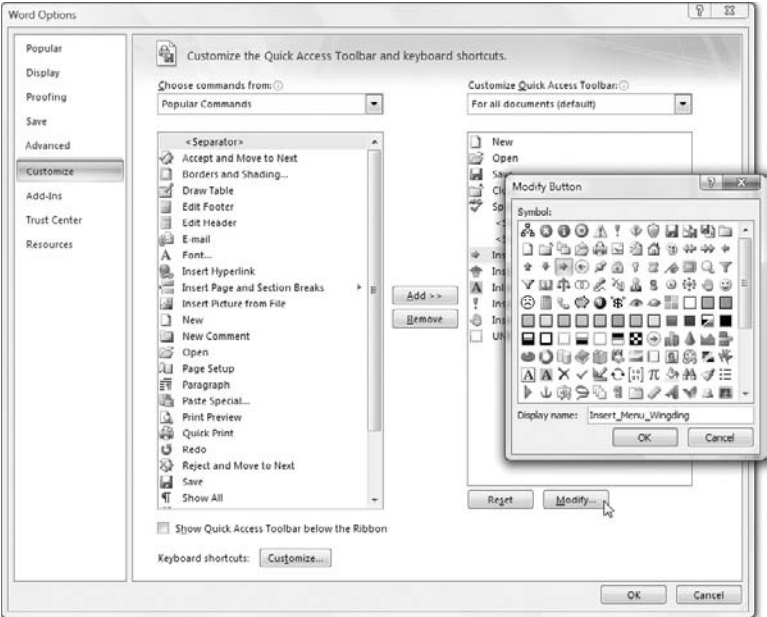 Word Options
Popular
Display
Proofing
Save
Advanced
Customize
Add-Ins
Trust Center
Resources
Customize the Quick Access Toolbar and keyboard shortcuts.
Choose commands from:
Popular Commands
<Separator>
Accept and Move to Next
Borders and Shading...
Draw Table
Edit Footer
Edit Header
E-mail
Font...
Insert Hyperlink
Insert Page and Section Breaks
Insert Picture from File
New
New Comment
Open
Page Setup
Paragraph
Paste Special...
Print Preview
Quick Print
Redo
Reject and Move to Next
Save
Show All
Show Quick Access Toolbar below the Ribbon
Keyboard shortcuts: Customize...
Add >>
Remove
Customize Quick Access Toolbar:
For all documents (default)
New
Open
Reset
Modify...
Modify Button
Symbol:
Display name: Insert_Menu_Wingding
OK
Cancel
OK
Cancel